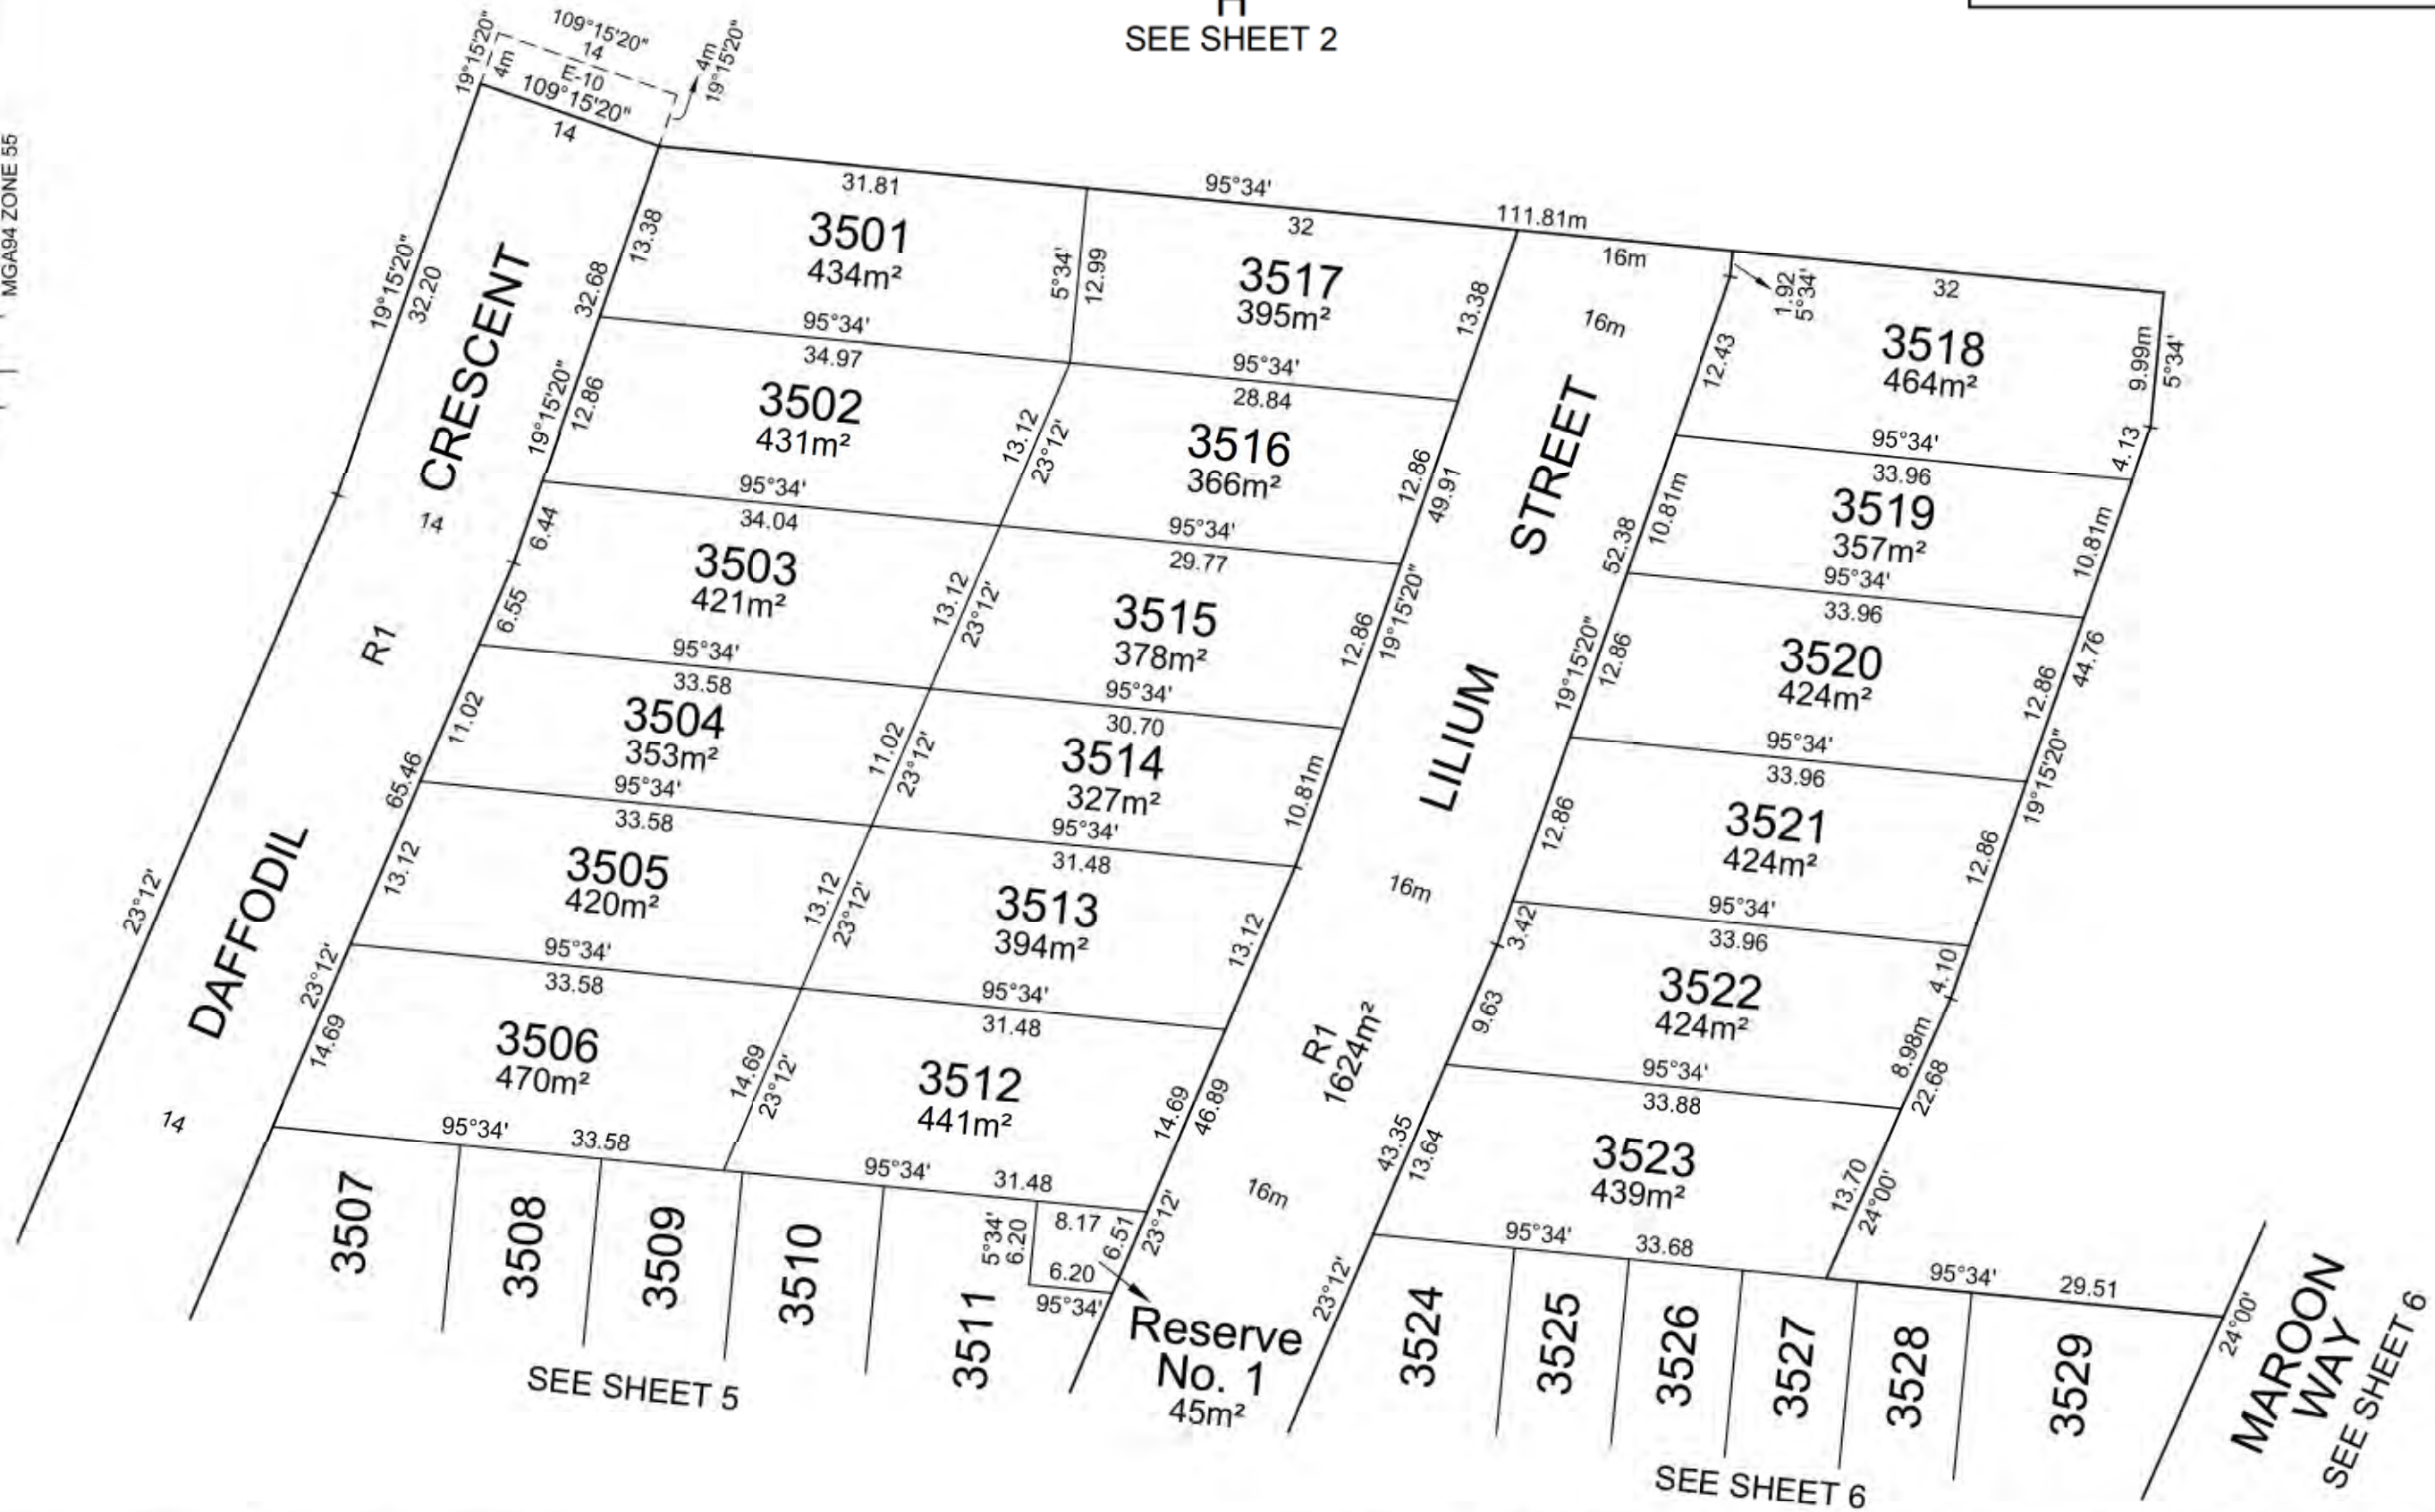 H
SEE SHEET 2
MGA94 ZONE 55
19°15'20"
4m
109°15'20"
14
E-10
109°15'20"
14
4m
19°15'20"
31.81
95°34'
111.81m
3501
434m²
13.38
32.68
5°34'
12.99
32
3517
395m²
13.38
16m
16m
1.92
5°34'
32
3518
464m²
9.99m
5°34'
12.43
4.13
19°15'20"
32.20
CRESCENT
14
95°34'
34.97
3502
431m²
19°15'20"
12.86
13.12
23°12'
95°34'
28.84
3516
366m²
12.86
49.91
STREET
95°34'
33.96
3519
357m²
52.38
10.81m
10.81m
95°34'
34.04
3503
421m²
6.44
6.55
13.12
23°12'
95°34'
29.77
3515
378m²
12.86
19°15'20"
95°34'
33.96
3520
424m²
19°15'20"
12.86
12.86
44.76
R1
95°34'
33.58
3504
353m²
11.02
65.46
11.02
23°12'
95°34'
30.70
3514
327m²
10.81m
LILIUM
95°34'
33.96
3521
424m²
12.86
12.86
19°15'20"
DAFFODIL
23°12'
95°34'
33.58
3505
420m²
13.12
13.12
23°12'
95°34'
31.48
3513
394m²
13.12
16m
95°34'
33.96
3522
424m²
3.42
9.63
4.10
8.98m
22.68
23°12'
95°34'
33.58
3506
470m²
14.69
14.69
23°12'
95°34'
31.48
3512
441m²
14.69
46.89
R1
1624m²
95°34'
33.88
3523
439m²
43.35
13.64
13.70
24°00'
14
95°34'
33.58
95°34'
31.48
16m
5°34'
6.20
8.17
6.51
23°12'
6.20
95°34'
23°12'
95°34'
33.68
95°34'
29.51
24°00'
3507
3508
3509
3510
3511
Reserve
No. 1
45m²
3524
3525
3526
3527
3528
3529
MAROON
WAY
SEE SHEET 6
SEE SHEET 5
SEE SHEET 6